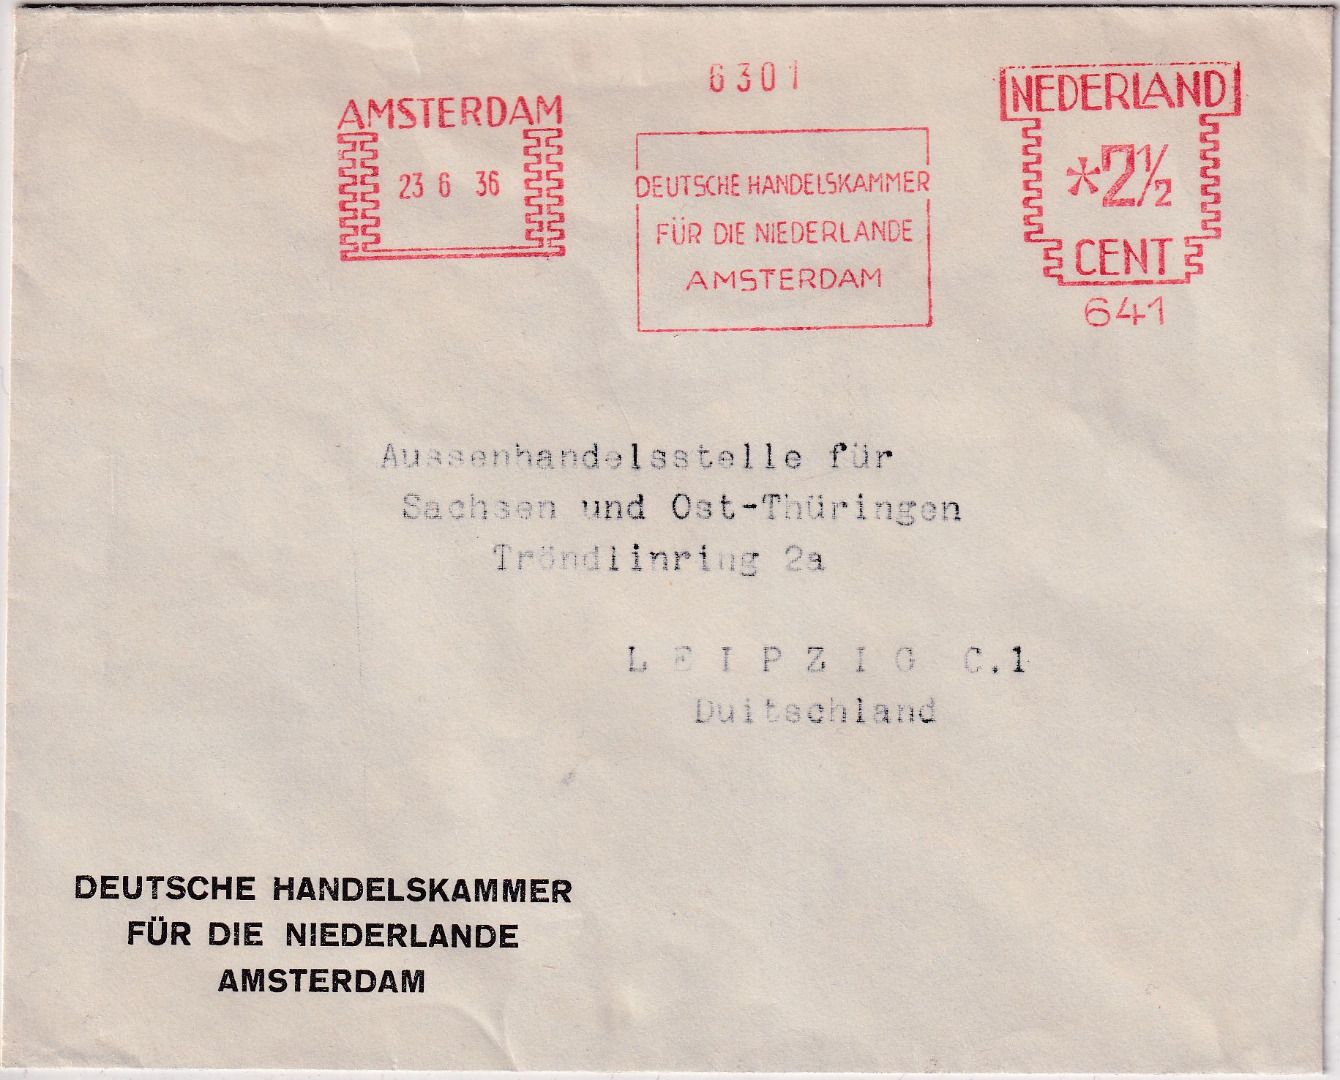 6301
AMSTERDAM
23 6 36
DEUTSCHE HANDELSKAMMER
FÜR DIE NIEDERLANDE
AMSTERDAM
NEDERLAND
*2½
CENT
641
Aussenhandelsstelle für
Sachsen und Ost-Thüringen
Tröndlinring 2a
LEIPZIG C.1
Duitschland
DEUTSCHE HANDELSKAMMER
FÜR DIE NIEDERLANDE
AMSTERDAM